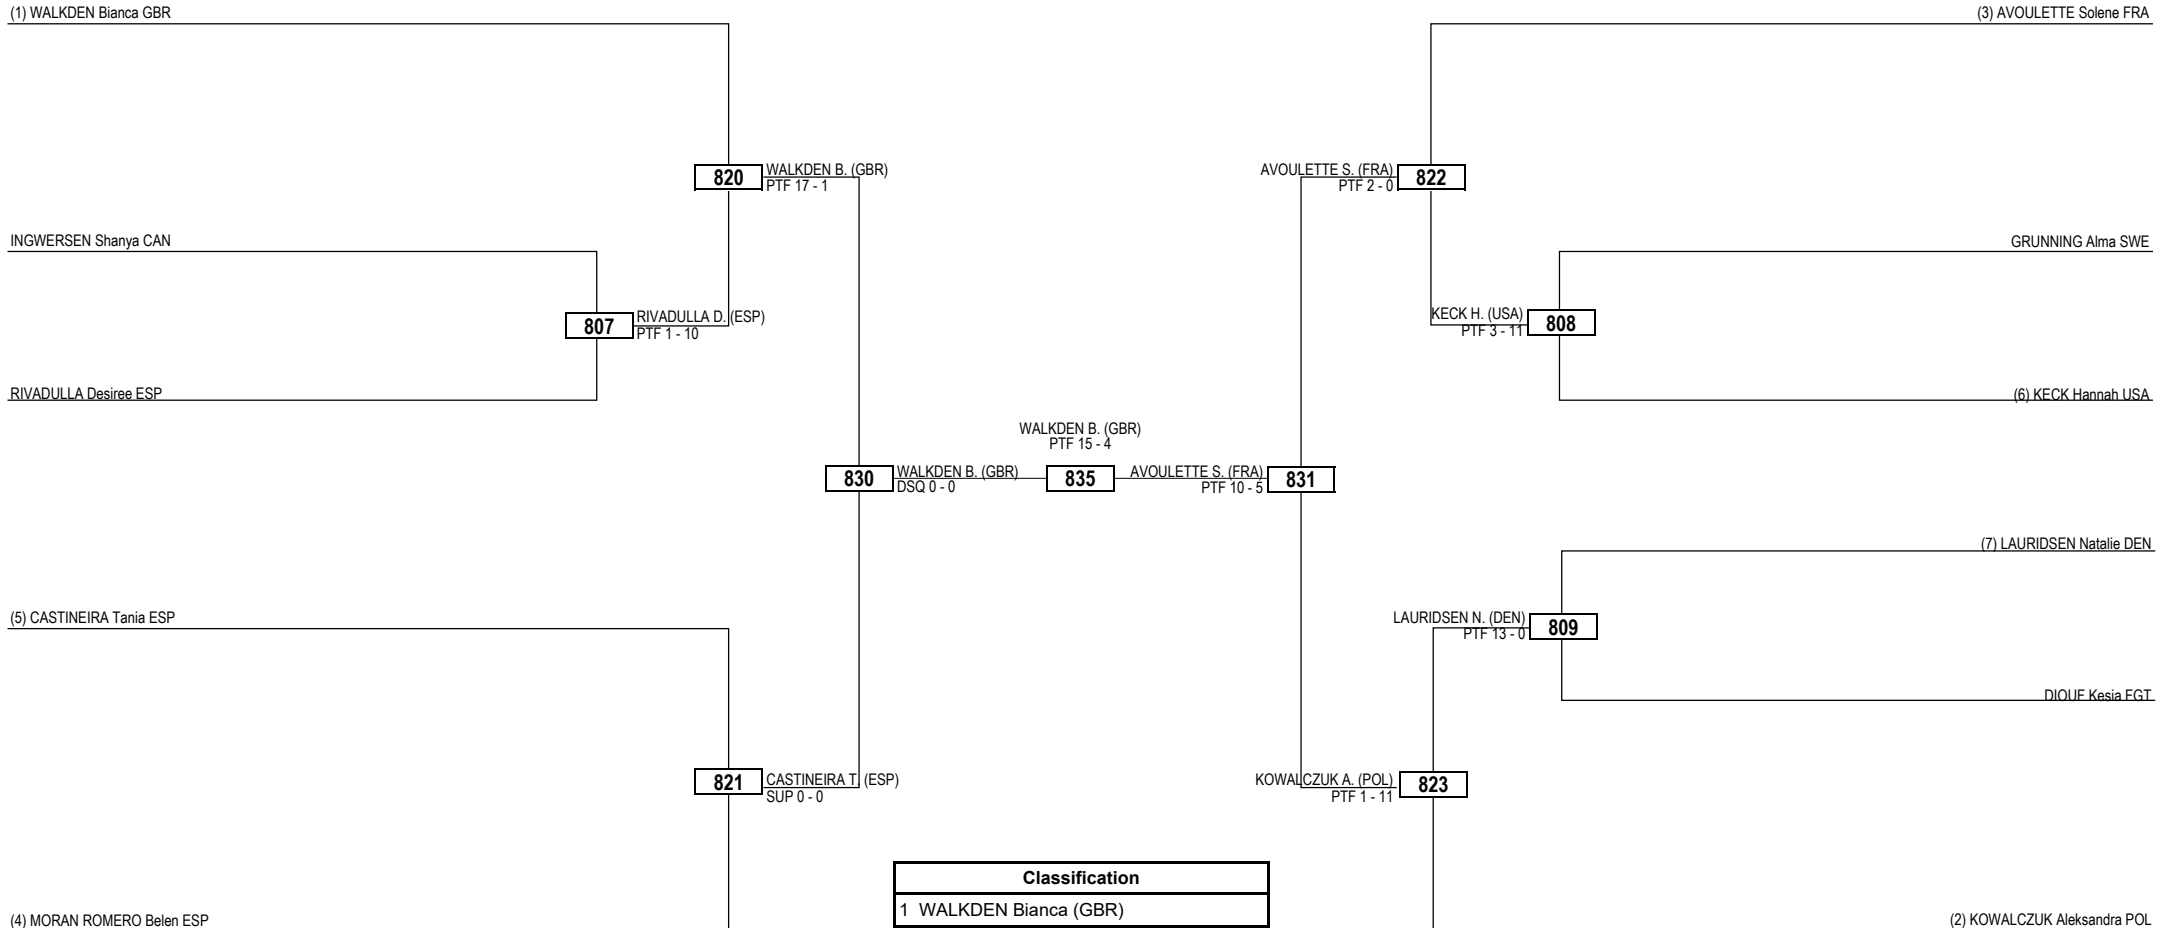 (1) WALKDEN Bianca GBR
(3) AVOULETTE Solene FRA
820
WALKDEN B. (GBR)
PTF 17 - 1
AVOULETTE S. (FRA)
PTF 2 - 0
822
INGWERSEN Shanya CAN
GRUNNING Alma SWE
807
RIVADULLA D. (ESP)
PTF 1 - 10
KECK H. (USA)
PTF 3 - 11
808
RIVADULLA Desiree ESP
(6) KECK Hannah USA
WALKDEN B. (GBR)
PTF 15 - 4
830
WALKDEN B. (GBR)
DSQ 0 - 0
835
AVOULETTE S. (FRA)
PTF 10 - 5
831
(7) LAURIDSEN Natalie DEN
(5) CASTINEIRA Tania ESP
LAURIDSEN N. (DEN)
PTF 13 - 0
809
DIOUF Kesia EGT
821
CASTINEIRA T. (ESP)
SUP 0 - 0
KOWALCZUK A. (POL)
PTF 1 - 11
823
Classification
1 WALKDEN Bianca (GBR)
(4) MORAN ROMERO Belen ESP
(2) KOWALCZUK Aleksandra POL